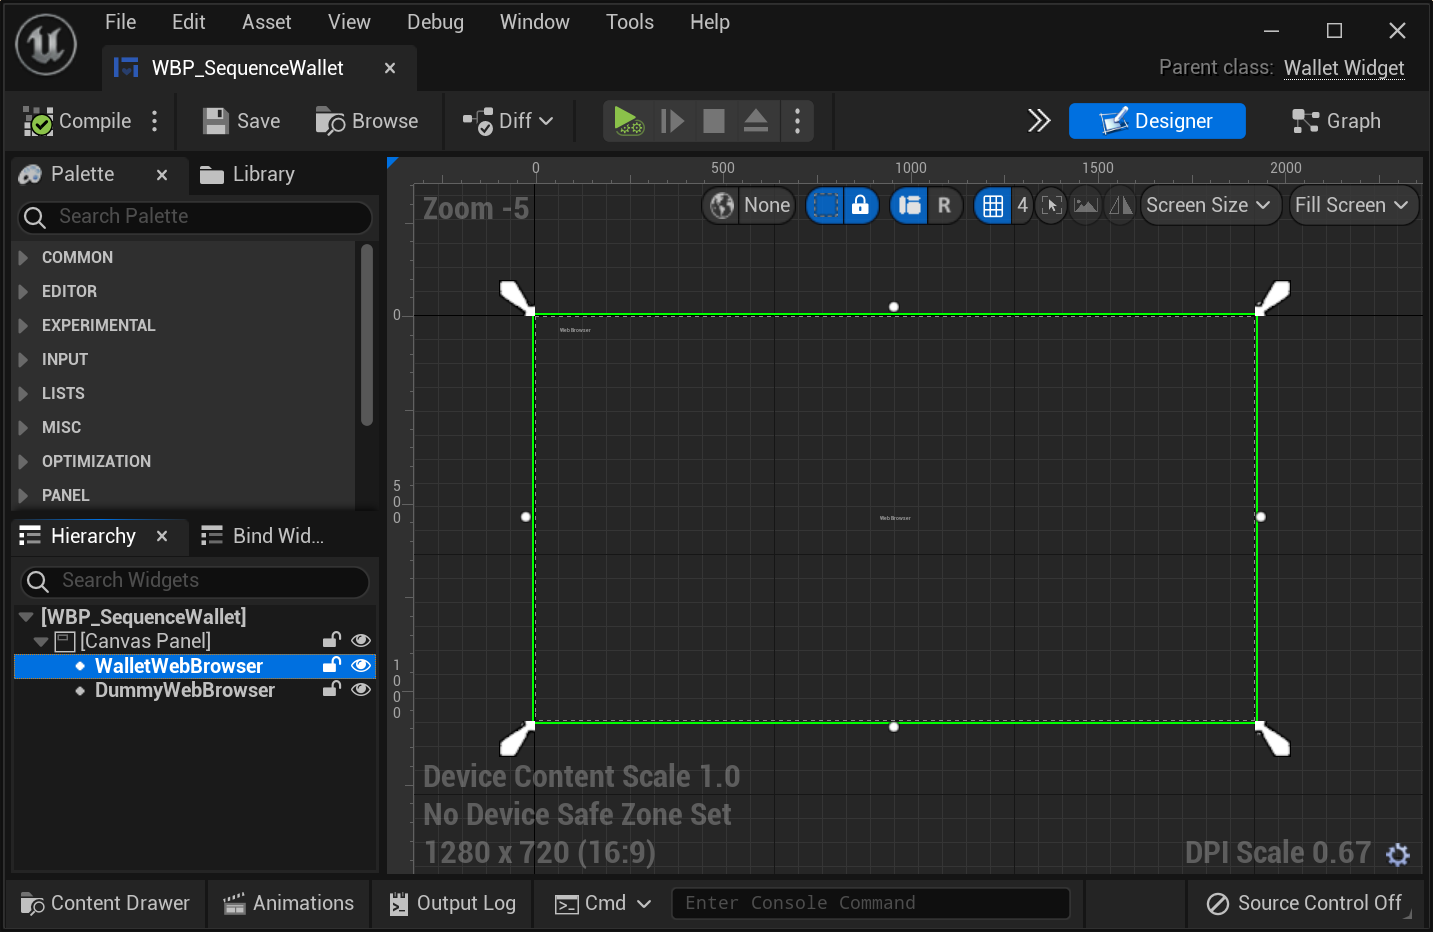 File Edit Asset View Debug Window Tools Help
WBP_SequenceWallet
Parent class: Wallet Widget
Compile Save Browse Diff Designer Graph
Palette Library
Search Palette
COMMON
EDITOR
EXPERIMENTAL
INPUT
LISTS
MISC
OPTIMIZATION
PANEL
Hierarchy Bind Wid...
Search Widgets
[WBP_SequenceWallet]
[Canvas Panel]
WalletWebBrowser
DummyWebBrowser
0 500 1000 1500 2000
Zoom -5
None R 4 Screen Size Fill Screen
0
500
1000
Web Browser
Web Browser
Device Content Scale 1.0
No Device Safe Zone Set
1280 x 720 (16:9)
DPI Scale 0.67
Content Drawer Animations Output Log Cmd Enter Console Command Source Control Off